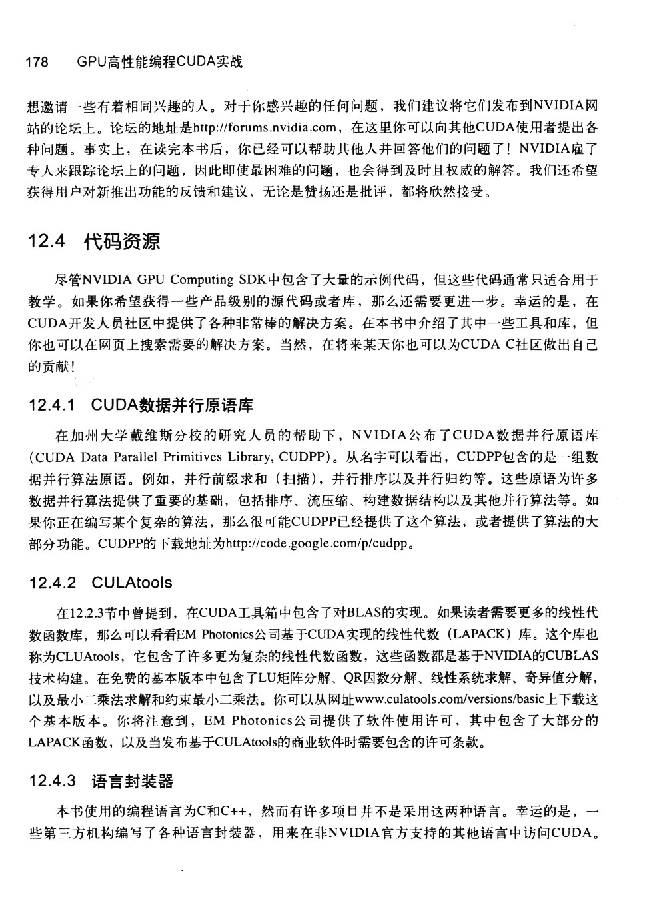 178 GPU高性能编程CUDA实战
想邀请一些有着相同兴趣的人。对于你感兴趣的任何问题，我们建议将它们发布到NVIDIA网
站的论坛上。论坛的地址是http://forums.nvidia.com，在这里你可以向其他CUDA使用者提出各
种问题。事实上，在读完本书后，你已经可以帮助其他人并回答他们的问题了！NVIDIA雇了
专人来跟踪论坛上的问题，因此即使最困难的问题，也会得到及时且权威的解答。我们还希望
获得用户对新推出功能的反馈和建议，无论是赞扬还是批评，都将欣然接受。
12.4 代码资源
尽管NVIDIA GPU Computing SDK中包含了大量的示例代码，但这些代码通常只适合用于
教学。如果你希望获得一些产品级别的源代码或者库，那么还需要更进一步。幸运的是，在
CUDA开发人员社区中提供了各种非常棒的解决方案。在本书中介绍了其中一些工具和库，但
你也可以在网页上搜索需要的解决方案。当然，在将来某天你也可以为CUDA C社区做出自己
的贡献！
12.4.1 CUDA数据并行原语库
在加州大学戴维斯分校的研究人员的帮助下，NVIDIA公布了CUDA数据并行原语库
(CUDA Data Parallel Primitives Library, CUDPP)。从名字可以看出，CUDPP包含的是一组数
据并行算法原语。例如，并行前缀求和（扫描），并行排序以及并行归约等。这些原语为许多
数据并行算法提供了重要的基础，包括排序、流压缩、构建数据结构以及其他并行算法等。如
果你正在编写某个复杂的算法，那么很可能CUDPP已经提供了这个算法，或者提供了算法的大
部分功能。CUDPP的下载地址为http://code.google.com/p/cudpp。
12.4.2 CULAtools
在12.2.3节中曾提到，在CUDA工具箱中包含了对BLAS的实现。如果读者需要更多的线性代
数函数库，那么可以看看EM Photonics公司基于CUDA实现的线性代数（LAPACK）库。这个库也
称为CLUAtools，它包含了许多更为复杂的线性代数函数，这些函数都是基于NVIDIA的CUBLAS
技术构建。在免费的基本版本中包含了LU矩阵分解、QR因数分解、线性系统求解、奇异值分解，
以及最小二乘法求解和约束最小二乘法。你可以从网址www.culatools.com/versions/basic上下载这
个基本版本。你将注意到，EM Photonics公司提供了软件使用许可，其中包含了大部分的
LAPACK函数，以及当发布基于CULAtools的商业软件时需要包含的许可条款。
12.4.3 语言封装器
本书使用的编程语言为C和C++，然而有许多项目并不是采用这两种语言。幸运的是，一
些第三方机构编写了各种语言封装器，用来在非NVIDIA官方支持的其他语言中访问CUDA。